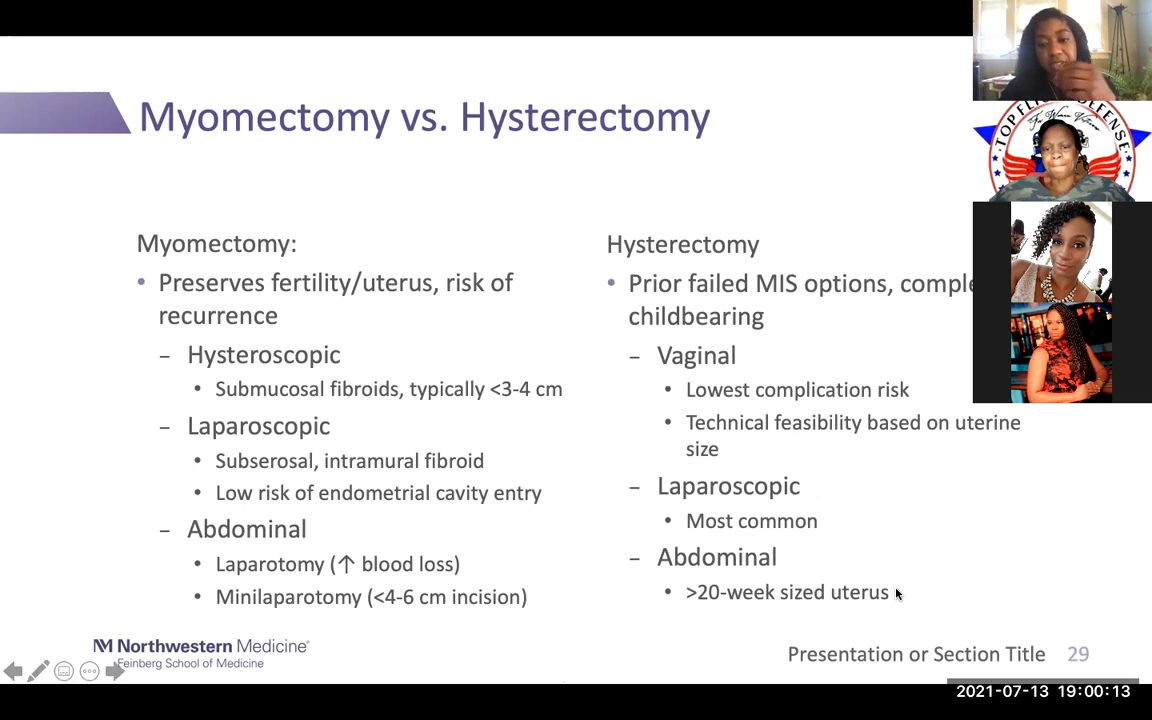 Myomectomy vs. Hysterectomy
Myomectomy:
• Preserves fertility/uterus, risk of
recurrence
– Hysteroscopic
• Submucosal fibroids, typically <3-4 cm
– Laparoscopic
• Subserosal, intramural fibroid
• Low risk of endometrial cavity entry
– Abdominal
• Laparotomy (↑ blood loss)
• Minilaparotomy (<4-6 cm incision)
Hysterectomy
• Prior failed MIS options,
childbearing
– Vaginal
• Lowest complication risk
• Technical feasibility based on uterine
size
– Laparoscopic
• Most common
– Abdominal
• >20-week sized uterus
Northwestern Medicine®
Feinberg School of Medicine
Presentation or Section Title 29
2021-07-13 19:00:13